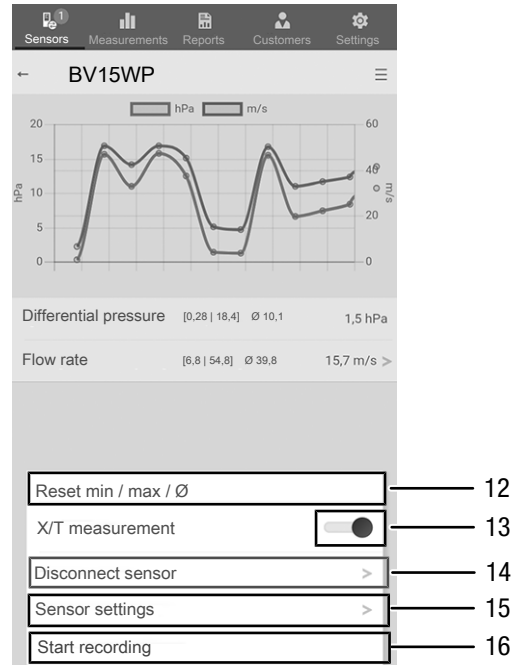 1
Sensors Measurements Reports Customers Settings
← BV15WP ≡
hPa m/s
20 60
15
40
10
20
5
0 0
hPa
m/s
Differential pressure [0,28 | 18,4] Ø 10,1 1,5 hPa
Flow rate [6,8 | 54,8] Ø 39,8 15,7 m/s >
Reset min / max / Ø 12
X/T measurement 13
Disconnect sensor > 14
Sensor settings > 15
Start recording 16